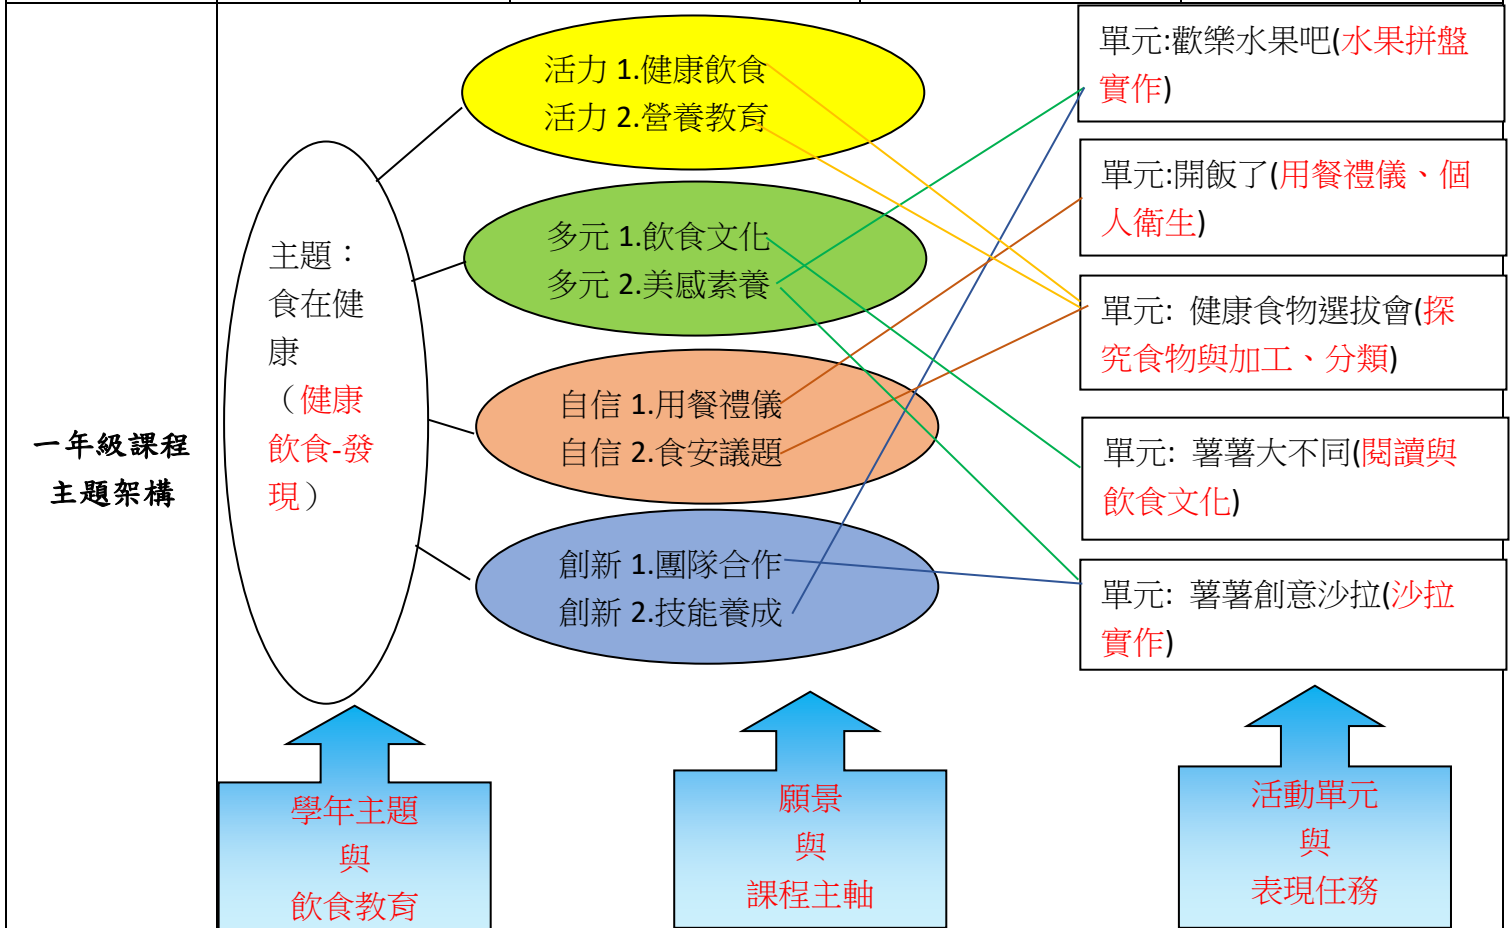 一年級課程
主題架構
主題：
食在健
康
（健康
飲食-發
現）
活力 1.健康飲食
活力 2.營養教育
多元 1.飲食文化
多元 2.美感素養
自信 1.用餐禮儀
自信 2.食安議題
創新 1.團隊合作
創新 2.技能養成
單元:歡樂水果吧(水果拼盤
實作)
單元:開飯了(用餐禮儀、個
人衛生)
單元: 健康食物選拔會(探
究食物與加工、分類)
單元: 薯薯大不同(閱讀與
飲食文化)
單元: 薯薯創意沙拉(沙拉
實作)
學年主題
與
飲食教育
願景
與
課程主軸
活動單元
與
表現任務